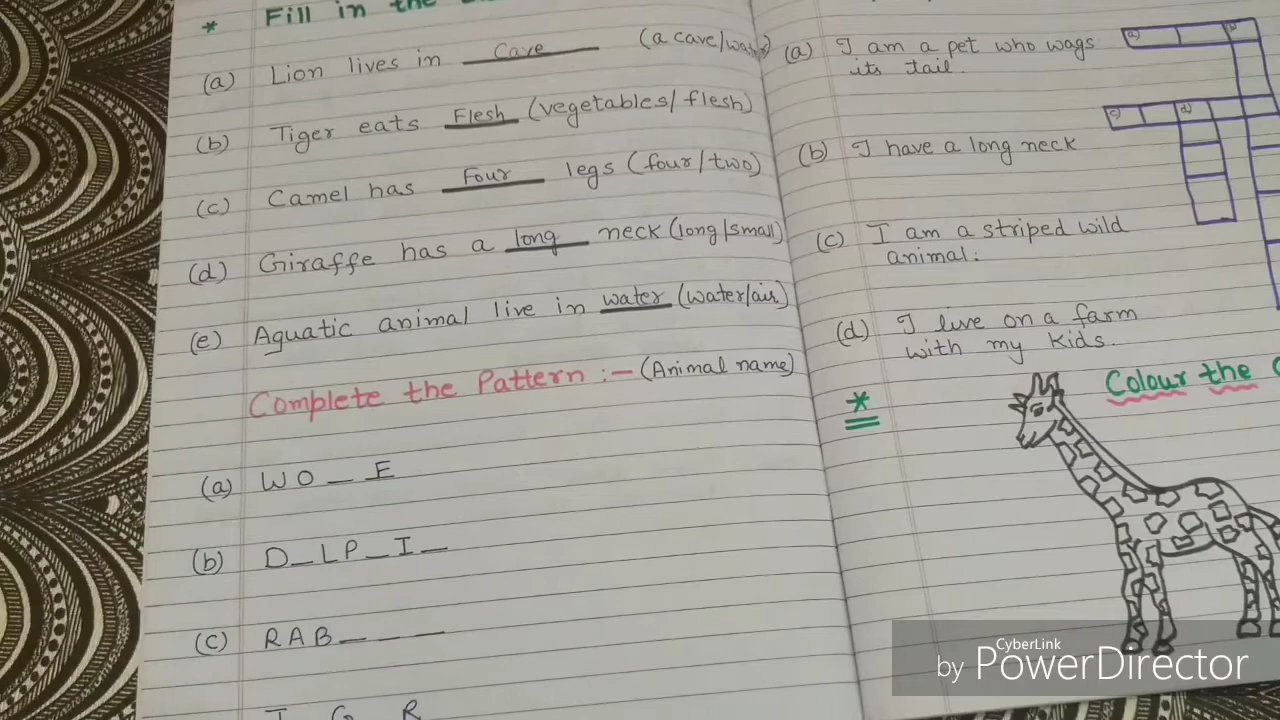 * Fill in the
(a) Lion lives in Cave (a cave/water)
(b) Tiger eats Flesh (vegetables/flesh)
(c) Camel has Four legs (four/two)
(d) Giraffe has a long neck (long/small)
(e) Aquatic animal live in water (water/air)
Complete the Pattern :- (Animal name)
(a) W O _ F
(b) D _ L P _ I _
(c) R A B _ _ _
(a) I am a pet who wags
its tail.
(b) I have a long neck
(c) I am a striped wild
animal.
(d) I live on a farm
with my kids.
* Colour the
CyberLink
by PowerDirector